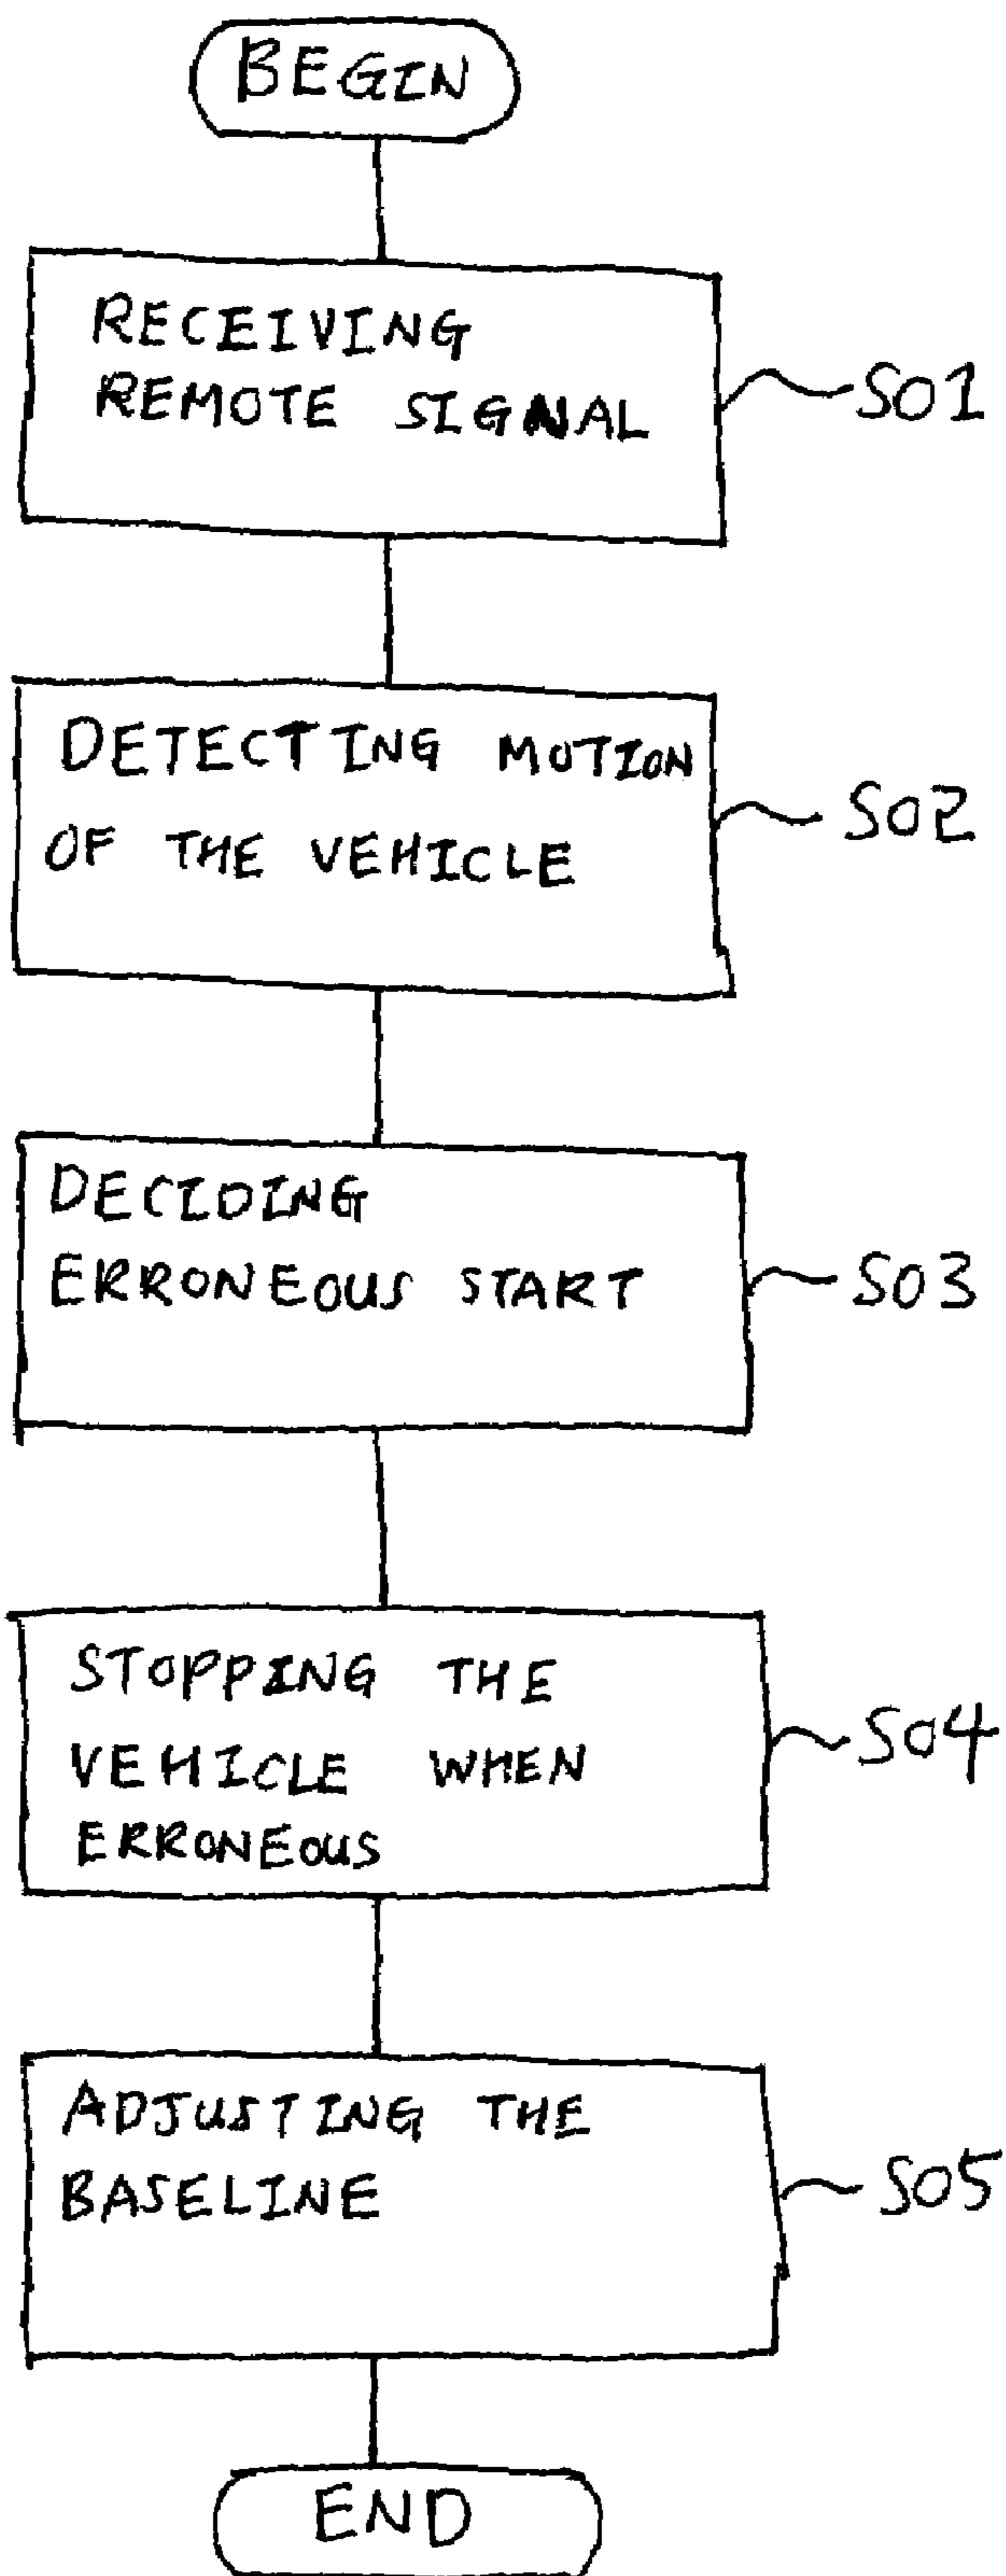 BEGIN
RECEIVING
REMOTE SIGNAL
S01
DETECTING MOTION
OF THE VEHICLE
S02
DECIDING
ERRONEOUS START
S03
STOPPING THE
VEHICLE WHEN
ERRONEOUS
S04
ADJUSTING THE
BASELINE
S05
END